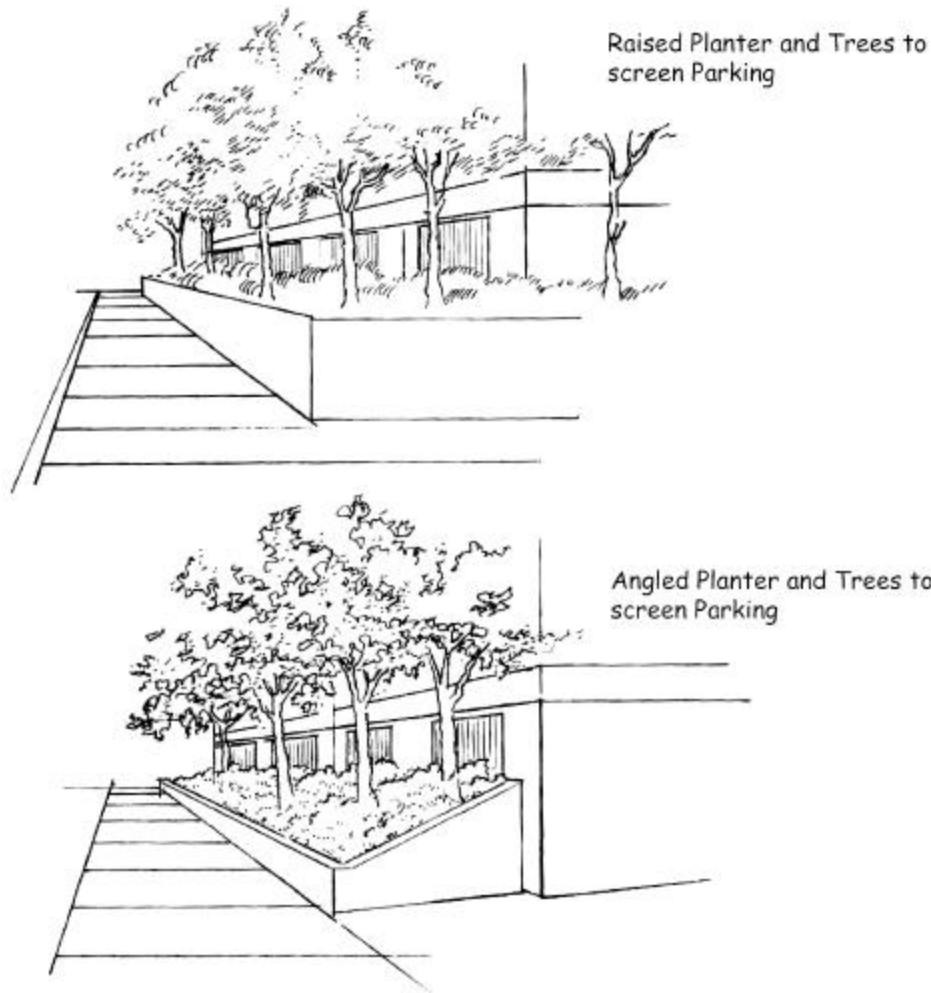 Raised Planter and Trees to
screen Parking
Angled Planter and Trees to
screen Parking